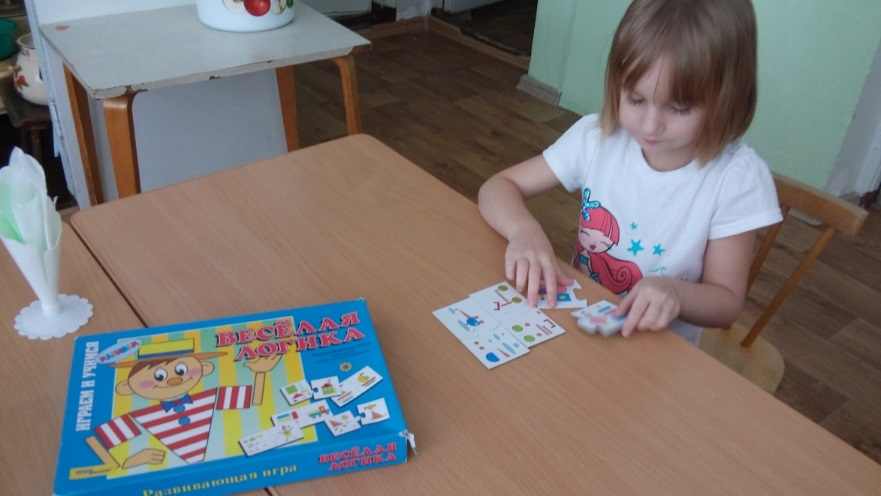 ВЕСЁЛАЯ
ЛОГИКА
ИГРАЕМ И УЧИМСЯ
ВЕСЁЛАЯ
ЛОГИКА
Развивающая игра